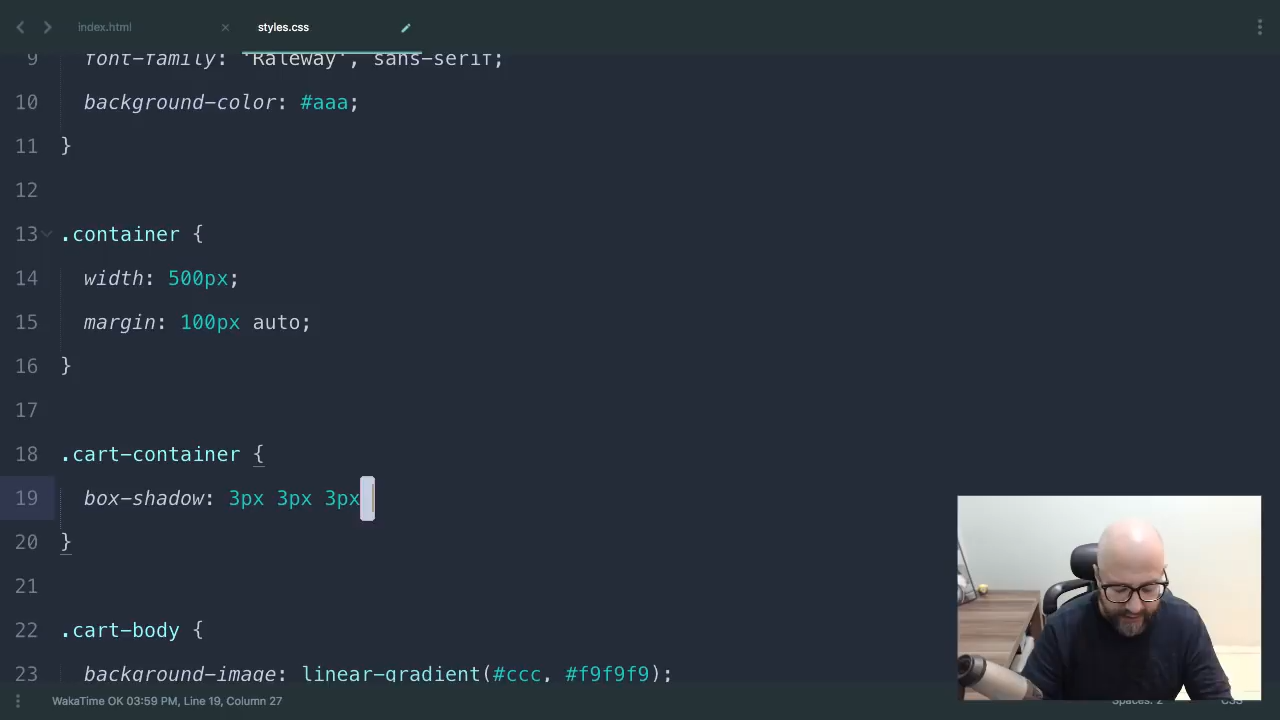 index.html ×
styles.css
9 font-family: 'Raleway', sans-serif;
10 background-color: #aaa;
11 }
12
13 .container {
14 width: 500px;
15 margin: 100px auto;
16 }
17
18 .cart-container {
19 box-shadow: 3px 3px 3px
20 }
21
22 .cart-body {
23 background-image: linear-gradient(#ccc, #f9f9f9);
WakaTime OK 03:59 PM, Line 19, Column 27
Spaces: 2 CSS